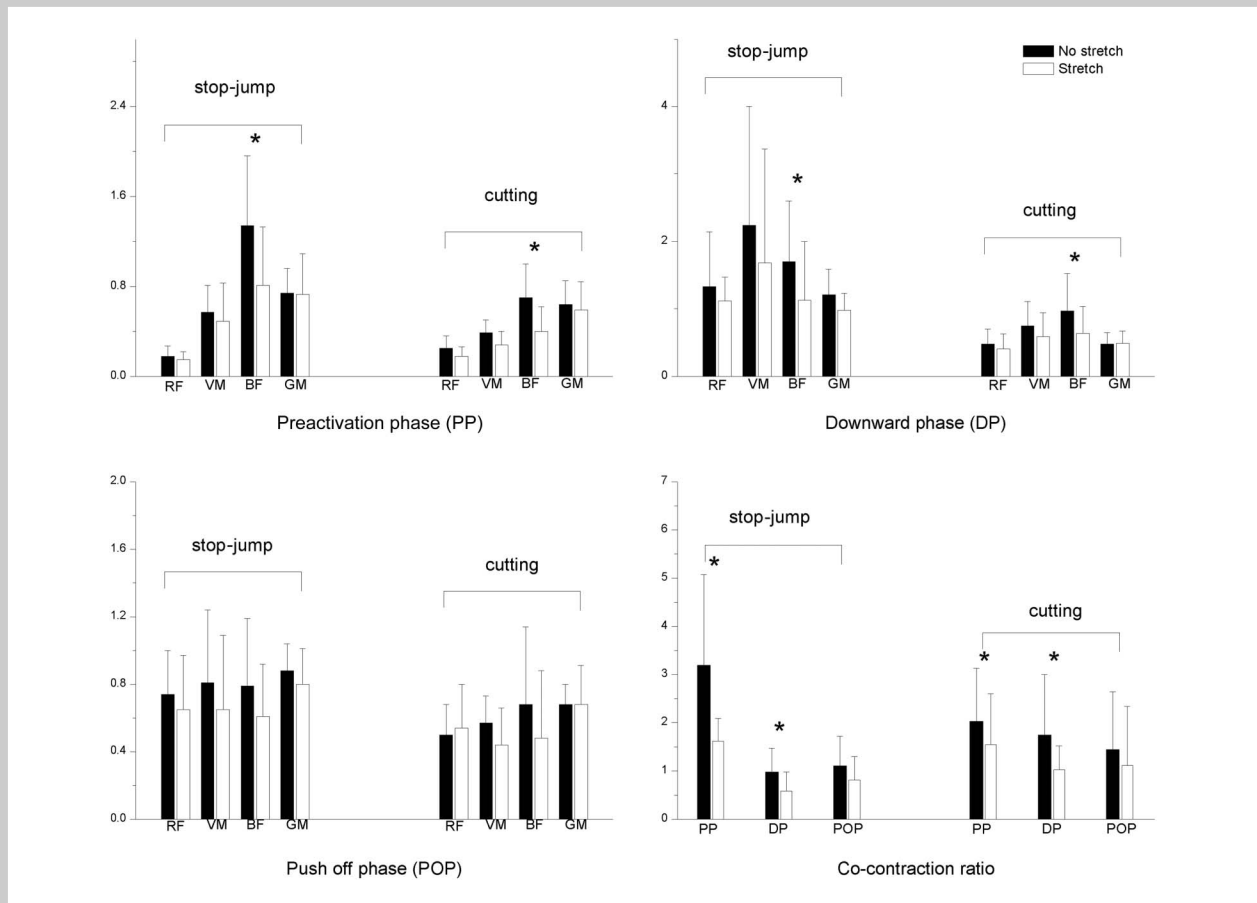 2.4
1.6
0.8
0.0
stop-jump
*
cutting
*
RF VM BF GM RF VM BF GM
Preactivation phase (PP)
4
2
0
stop-jump
No stretch
Stretch
*
cutting
*
RF VM BF GM RF VM BF GM
Downward phase (DP)
2.0
1.6
1.2
0.8
0.4
0.0
stop-jump
cutting
RF VM BF GM RF VM BF GM
Push off phase (POP)
7
6
5
4
3
2
1
0
stop-jump
*
*
cutting
* *
PP DP POP PP DP POP
Co-contraction ratio